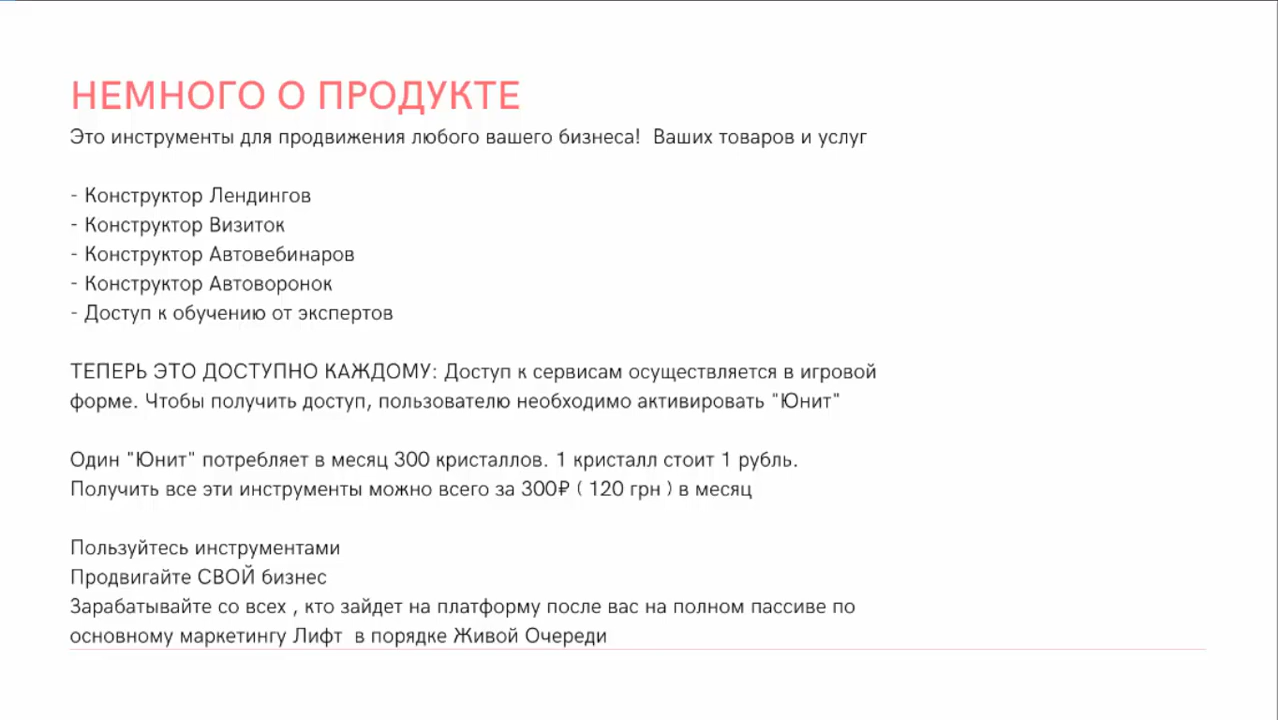 НЕМНОГО О ПРОДУКТЕ
Это инструменты для продвижения любого вашего бизнеса!  Ваших товаров и услуг
- Конструктор Лендингов
- Конструктор Визиток
- Конструктор Автовебинаров
- Конструктор Автоворонок
- Доступ к обучению от экспертов
ТЕПЕРЬ ЭТО ДОСТУПНО КАЖДОМУ: Доступ к сервисам осуществляется в игровой
форме. Чтобы получить доступ, пользователю необходимо активировать "Юнит"
Один "Юнит" потребляет в месяц 300 кристаллов. 1 кристалл стоит 1 рубль.
Получить все эти инструменты можно всего за 300₽ ( 120 грн ) в месяц
Пользуйтесь инструментами
Продвигайте СВОЙ бизнес
Зарабатывайте со всех , кто зайдет на платформу после вас на полном пассиве по
основному маркетингу Лифт  в порядке Живой Очереди